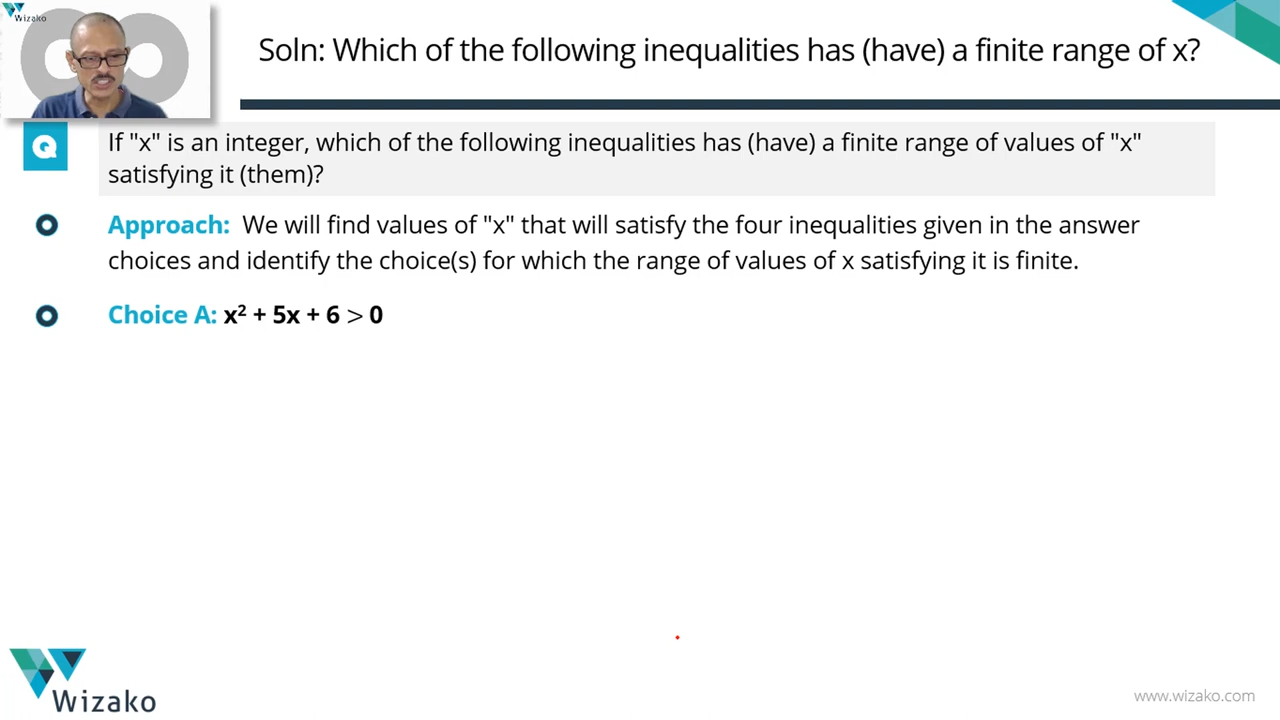 Wizako
Soln: Which of the following inequalities has (have) a finite range of x?
Q
If "x" is an integer, which of the following inequalities has (have) a finite range of values of "x"
satisfying it (them)?
Approach: We will find values of "x" that will satisfy the four inequalities given in the answer
choices and identify the choice(s) for which the range of values of x satisfying it is finite.
Choice A: x² + 5x + 6 > 0
Wizako
www.wizako.com